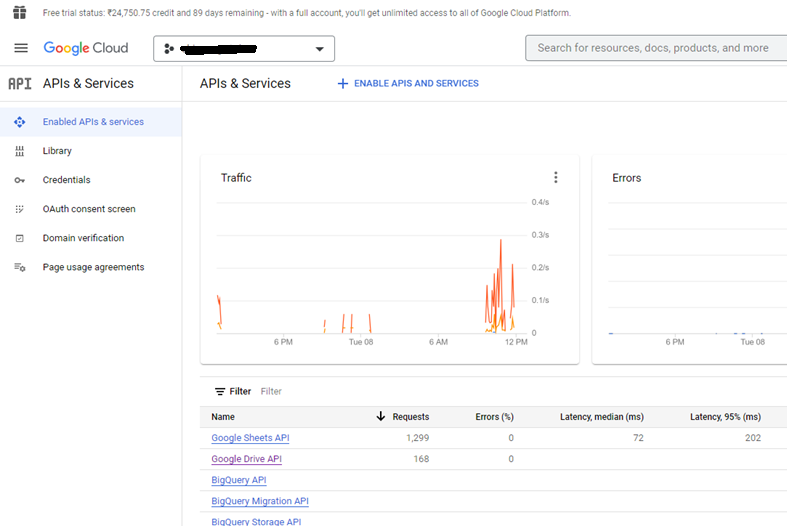 Free trial status: ₹24,750.75 credit and 89 days remaining - with a full account, you'll get unlimited access to all of Google Cloud Platform.
Google Cloud
Search for resources, docs, products, and more
API APIs & Services
APIs & Services
ENABLE APIS AND SERVICES
Enabled APIs & services
Library
Credentials
OAuth consent screen
Domain verification
Page usage agreements
Traffic
0.4/s
0.3/s
0.2/s
0.1/s
0
6 PM Tue 08 6 AM 12 PM
Errors
6 PM Tue 08
Filter Filter
Name Requests Errors (%) Latency, median (ms) Latency, 95% (ms)
Google Sheets API 1,299 0 72 202
Google Drive API 168 0
BigQuery API
BigQuery Migration API
BigQuery Storage API